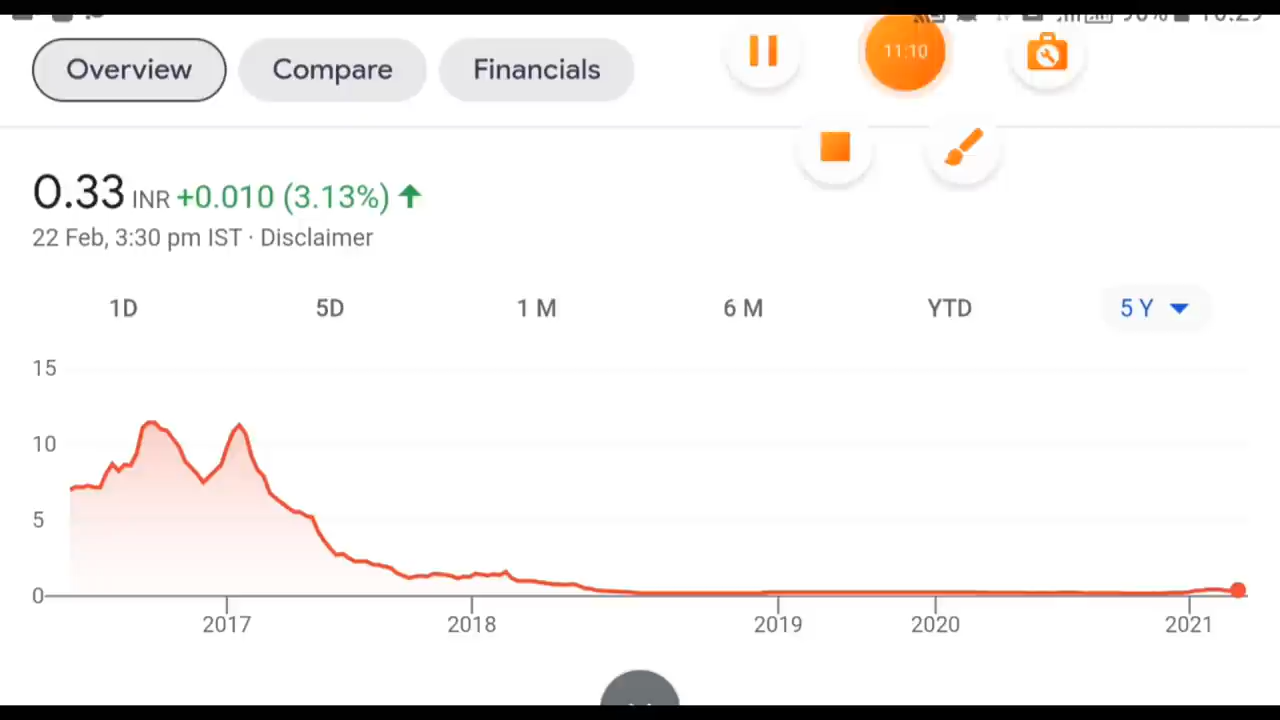 Overview Compare Financials
11:10
0.33 INR +0.010 (3.13%)
22 Feb, 3:30 pm IST · Disclaimer
1D 5D 1 M 6 M YTD 5 Y
15
10
5
0
2017 2018 2019 2020 2021